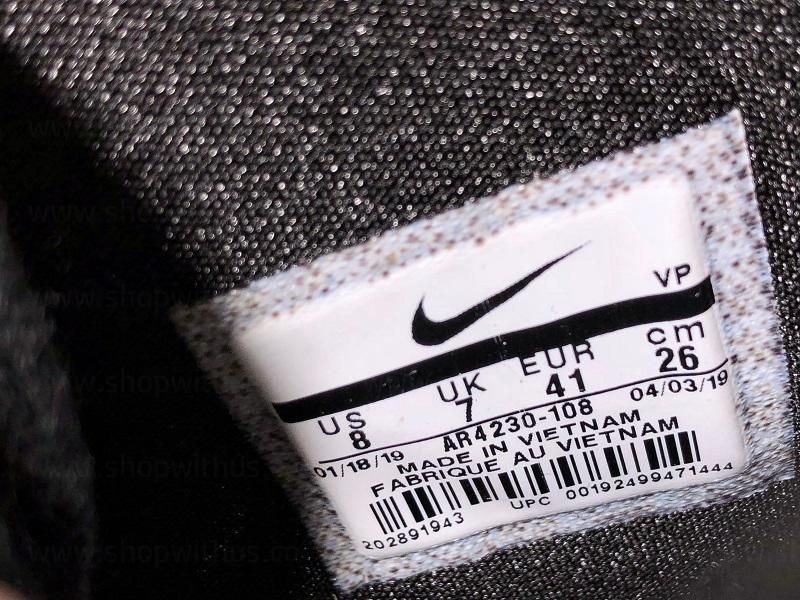 VP
US UK EUR cm
8 7 41 26
01/18/19 AR4230-108 04/03/19
MADE IN VIETNAM
FABRIQUE AU VIETNAM
202891943 UPC 00192499471444
www.shopwithus.co